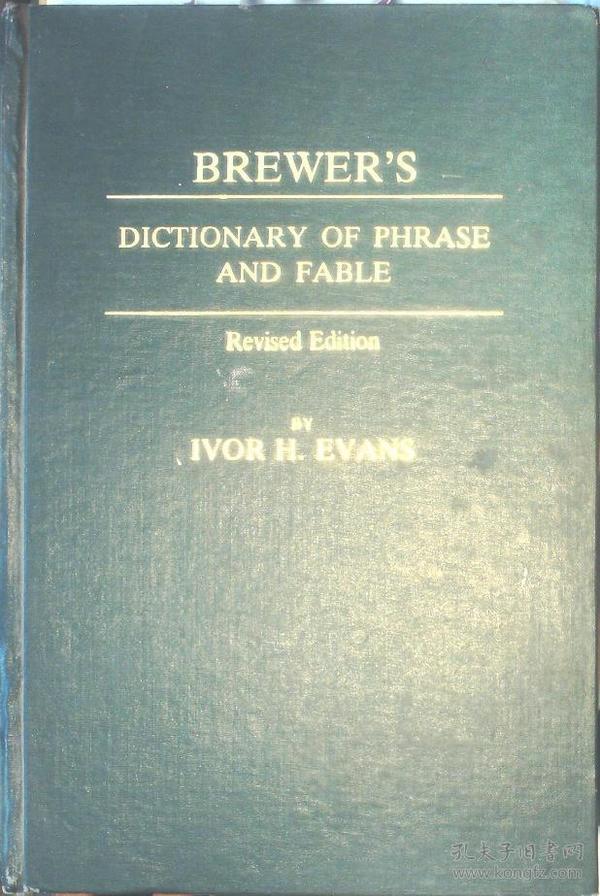 BREWER'S
DICTIONARY OF PHRASE
AND FABLE
Revised Edition
BY
IVOR H. EVANS
孔夫子旧书网
www.kongfz.com